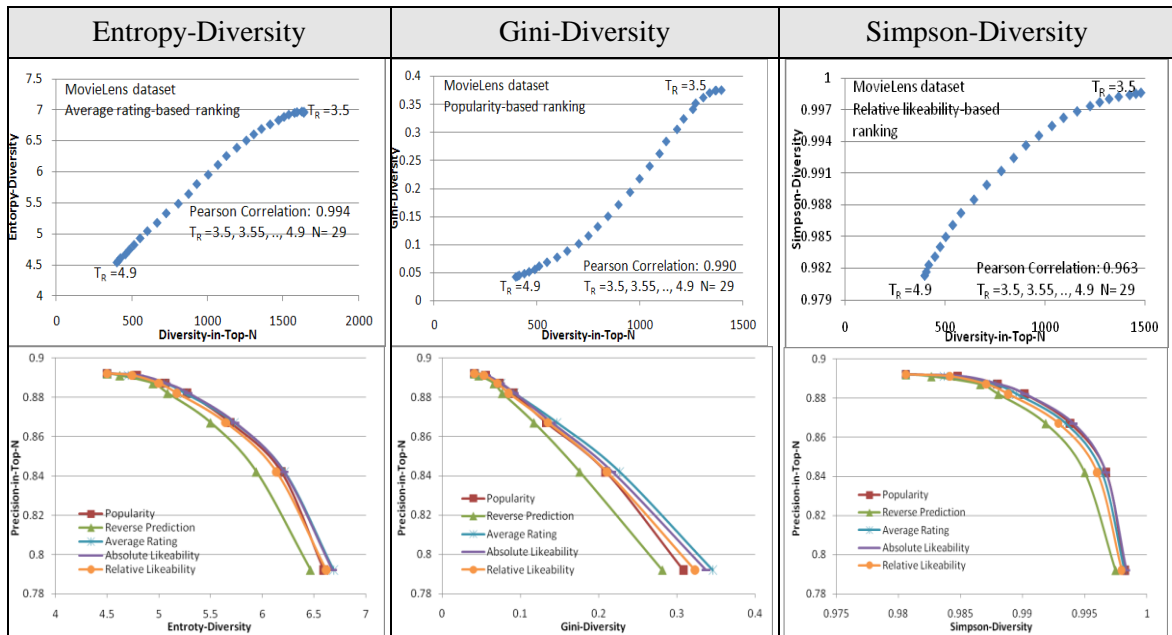 Entropy-Diversity
Gini-Diversity
Simpson-Diversity
Entorpy-Diversity
7.5
7
6.5
6
5.5
5
4.5
4
MovieLens dataset
Average rating-based ranking
T_R =3.5
Pearson Correlation: 0.994
T_R =3.5, 3.55, .., 4.9 N= 29
T_R =4.9
0
500
1000
1500
2000
Diversity-in-Top-N
Gini-Diversity
0.4
0.35
0.3
0.25
0.2
0.15
0.1
0.05
0
MovieLens dataset
Popularity-based ranking
T_R =3.5
Pearson Correlation: 0.990
T_R =3.5, 3.55, .., 4.9 N= 29
T_R =4.9
0
500
1000
1500
Diversity-in-Top-N
Simpson-Diversity
1
0.997
0.994
0.991
0.988
0.985
0.982
0.979
MovieLens dataset
Relative likeability-based
ranking
T_R =3.5
Pearson Correlation: 0.963
T_R =3.5, 3.55, .., 4.9 N= 29
T_R =4.9
0
500
1000
1500
Diversity-in-Top-N
Precision-in-Top-N
0.9
0.88
0.86
0.84
0.82
0.8
0.78
Popularity
Reverse Prediction
Average Rating
Absolute Likeability
Relative Likeability
4
4.5
5
5.5
6
6.5
7
Entroty-Diversity
Precision-in-Top-N
0.9
0.88
0.86
0.84
0.82
0.8
0.78
Popularity
Reverse Prediction
Average Rating
Absolute Likeability
Relative Likeability
0
0.1
0.2
0.3
0.4
Gini-Diversity
Precision-in-Top-N
0.9
0.88
0.86
0.84
0.82
0.8
0.78
Popularity
Reverse Prediction
Average Rating
Absolute Likeability
Relative Likeability
0.975
0.98
0.985
0.99
0.995
1
Simpson-Diversity